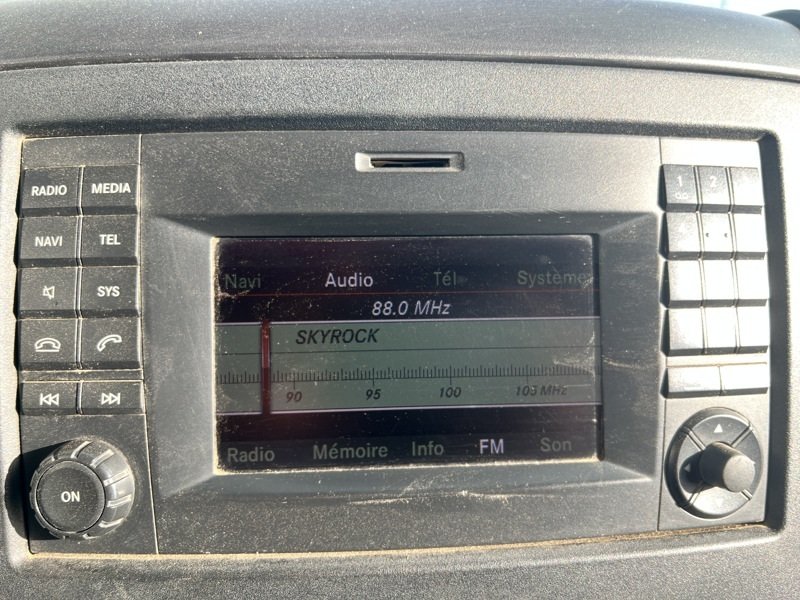 RADIO MEDIA
NAVI TEL
SYS
ON
Navi Audio Tél Système
88.0 MHz
SKYROCK
90 95 100 105 MHz
Radio Mémoire Info FM Son
1 2